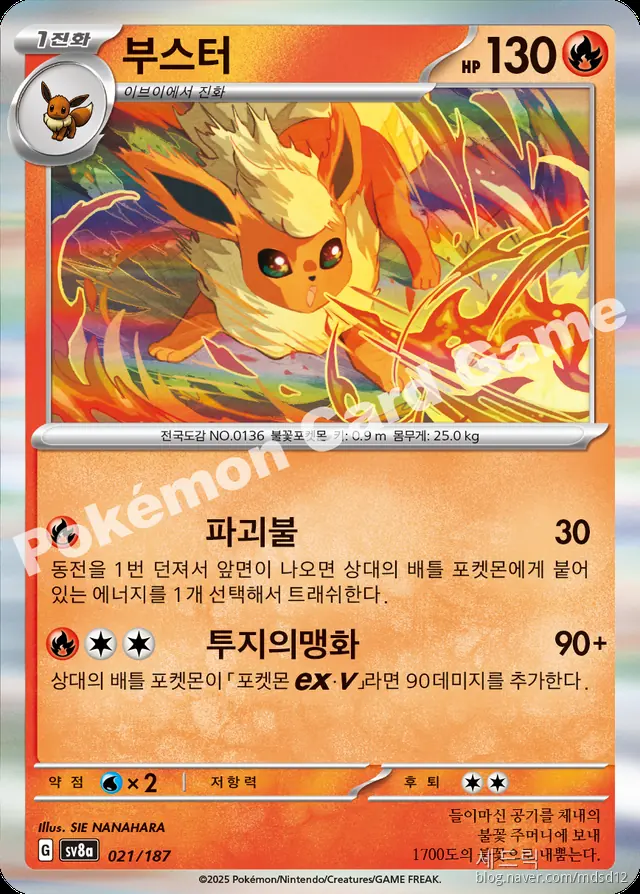 1진화 부스터 HP 130
이브이에서 진화
Pokémon Card Game
전국도감 NO.0136 불꽃포켓몬 키: 0.9 m 몸무게: 25.0 kg
파괴불 30
동전을 1번 던져서 앞면이 나오면 상대의 배틀 포켓몬에게 붙어
있는 에너지를 1개 선택해서 트래쉬한다.
투지의맹화 90+
상대의 배틀 포켓몬이 「포켓몬 ex·V」라면 90데미지를 추가한다.
약점 ×2 저항력 후퇴
Illus. SIE NANAHARA
G sv8a 021/187
들이마신 공기를 체내의
불꽃 주머니에 보내
1700도의 불꽃으로 내뿜는다.
세드릭
blog.naver.com/mdsd12
©2025 Pokémon/Nintendo/Creatures/GAME FREAK.